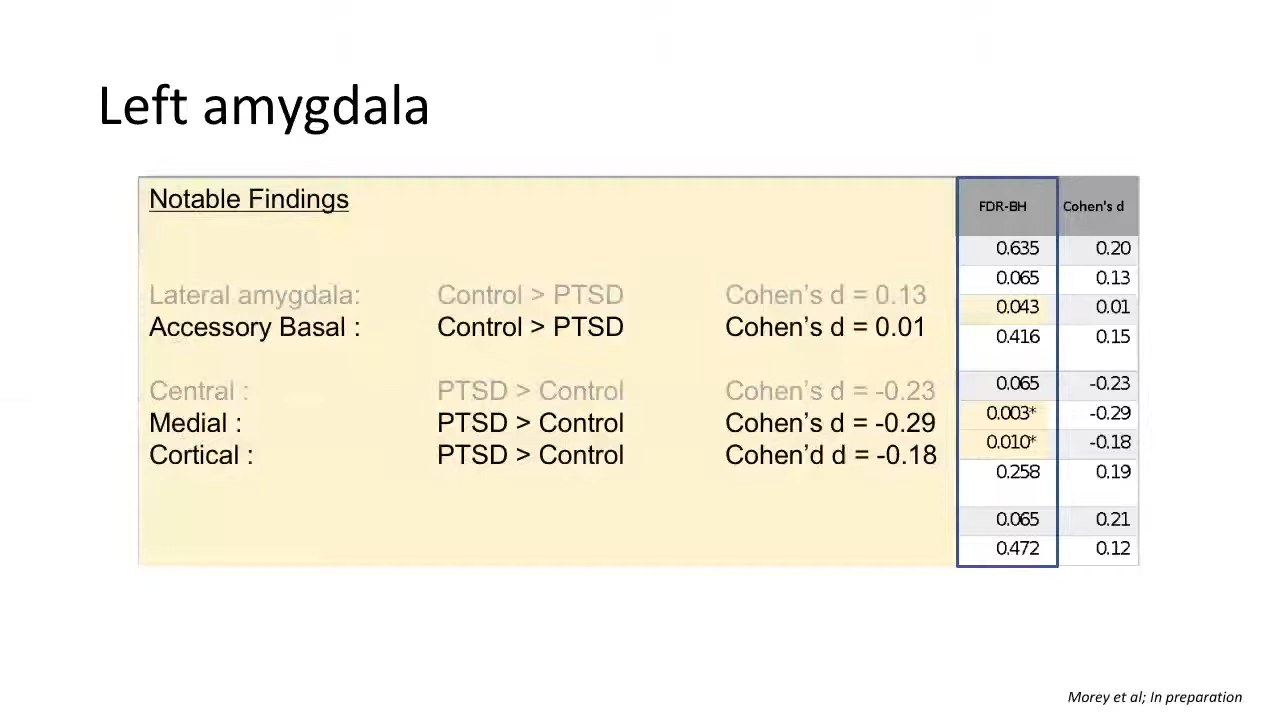 Left amygdala
Notable Findings
FDR-BH Cohen's d
0.635 0.20
0.065 0.13
Lateral amygdala: Control > PTSD Cohen's d = 0.13
0.043 0.01
Accessory Basal : Control > PTSD Cohen's d = 0.01
0.416 0.15
0.065 -0.23
Central : PTSD > Control Cohen's d = -0.23
0.003* -0.29
Medial : PTSD > Control Cohen's d = -0.29
0.010* -0.18
Cortical : PTSD > Control Cohen'd d = -0.18
0.258 0.19
0.065 0.21
0.472 0.12
Morey et al; In preparation